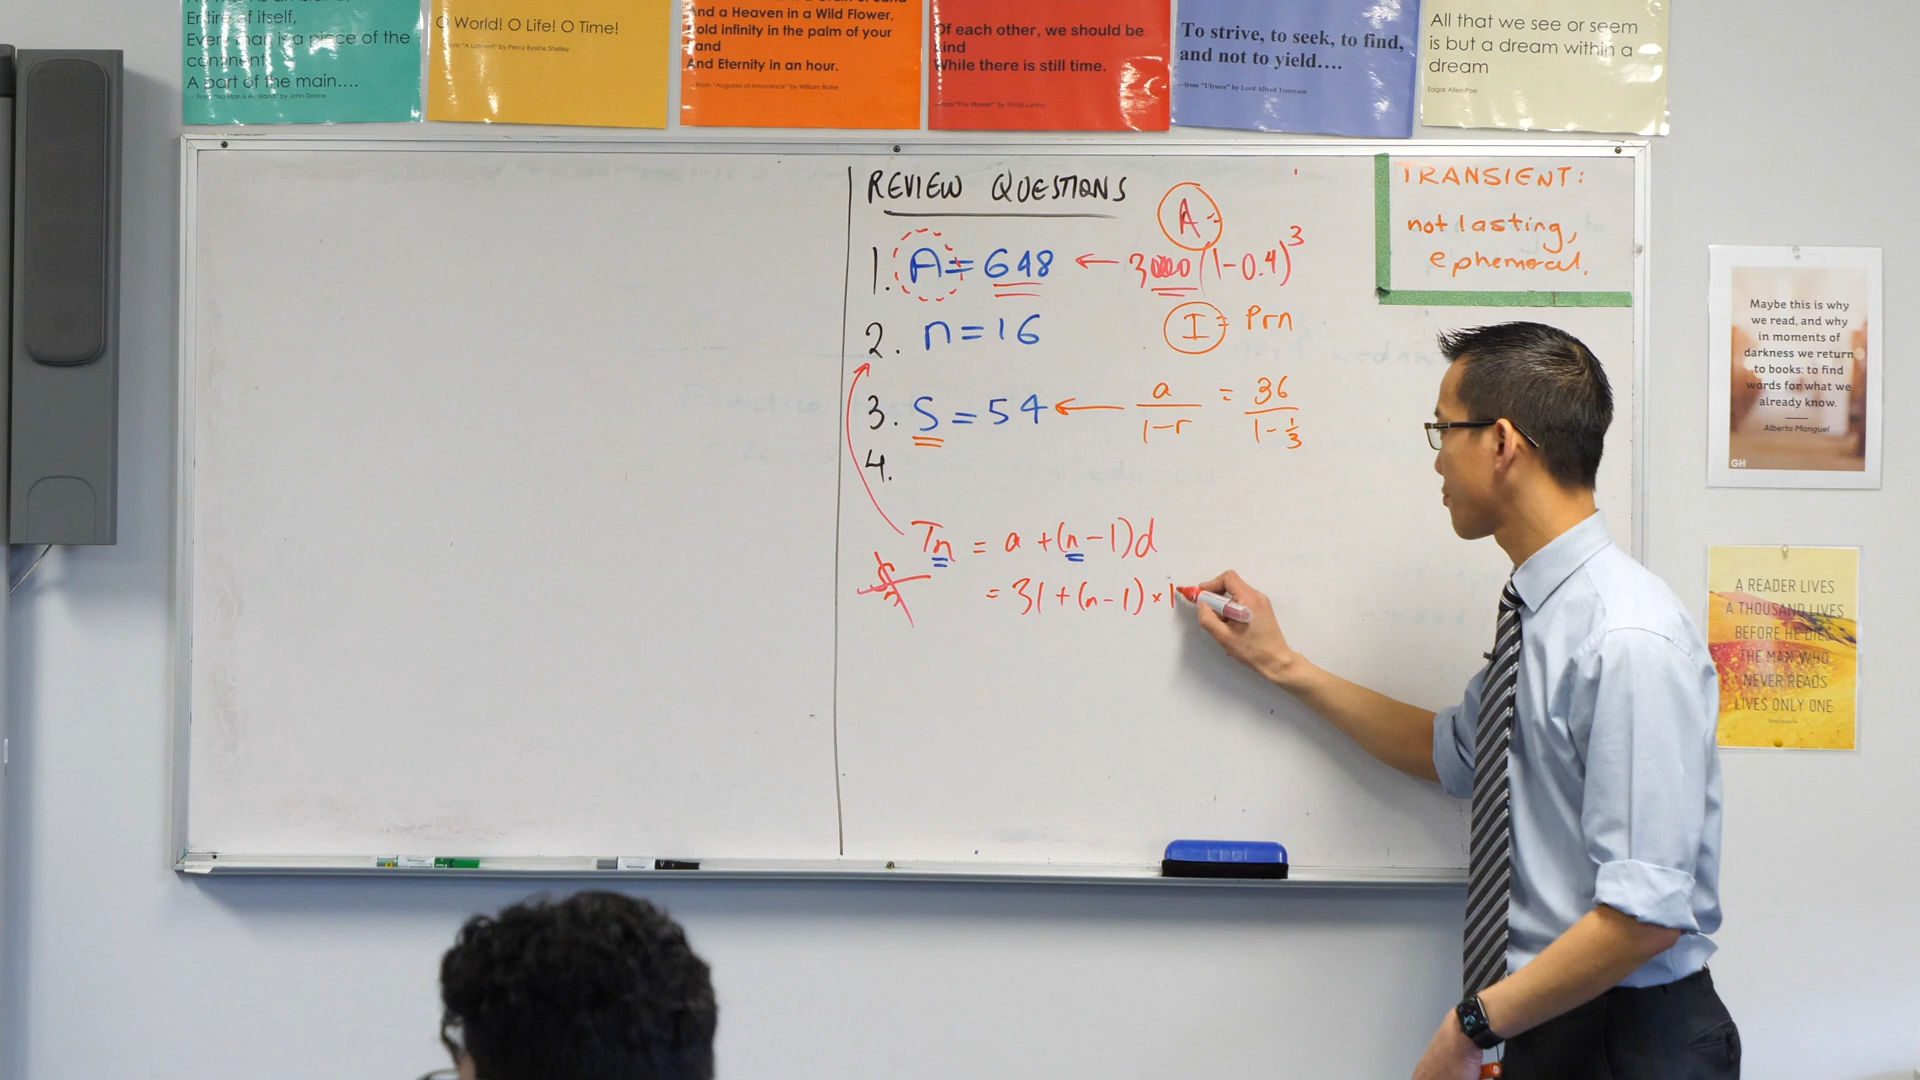 Entire of itself,
Every man is a piece of the
continent,
A part of the main....
From "No Man Is An Island" by John Donne
O World! O Life! O Time!
From "A Lament" by Percy Bysshe Shelley
And a Heaven in a Wild Flower,
Hold infinity in the palm of your
hand
And Eternity in an hour.
From "Augures of Innocence" by William Blake
Of each other, we should be
kind
While there is still time.
From "The Mower" by Philip Larkin
To strive, to seek, to find,
and not to yield....
—from "Ulysses" by Lord Alfred Tennyson
All that we see or seem
is but a dream within a
dream
Edgar Allen Poe
REVIEW QUESTIONS
A =
1. A = 648 ← 3000(1-0.4)³
2. n = 16
I = Prn
3. S = 54 ← a/(1-r) = 36/(1-1/3)
4.
Tn = a + (n-1)d
= 31 + (n-1) × 1
TRANSIENT:
not lasting,
ephemeral.
Maybe this is why
we read, and why
in moments of
darkness we return
to books: to find
words for what we
already know.
Alberto Manguel
GH
A READER LIVES
A THOUSAND LIVES
BEFORE HE DIES
THE MAN WHO
NEVER READS
LIVES ONLY ONE